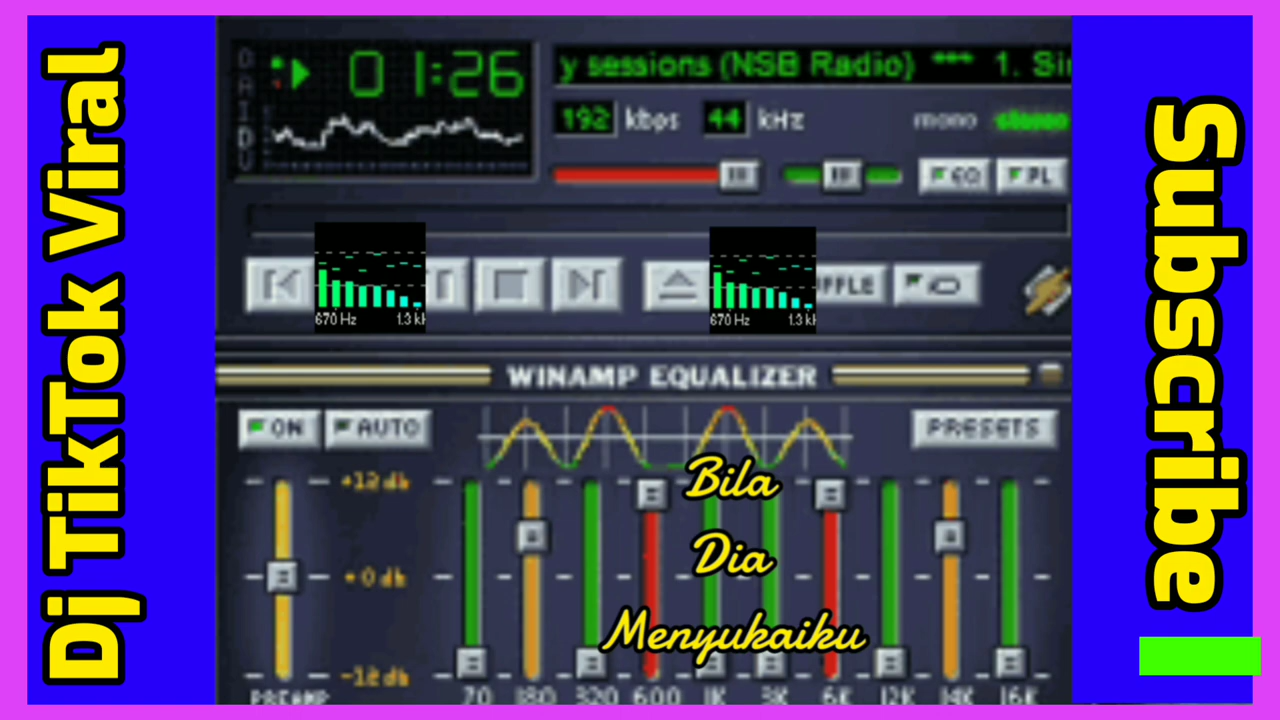 Dj TikTok Viral
O A I D U
01:26
y sessions (NSB Radio) *** 1. Si
192 kbps 44 kHz mono stereo
EQ PL
FFLE
670 Hz 1.3 k
670 Hz 1.3 k
WINAMP EQUALIZER
ON AUTO PRESETS
+12 db
+0 db
-12 db
PREAMP 70 180 320 600 1K 3K 6K 12K 14K 16K
Bila
Dia
Menyukaiku
Subscribe